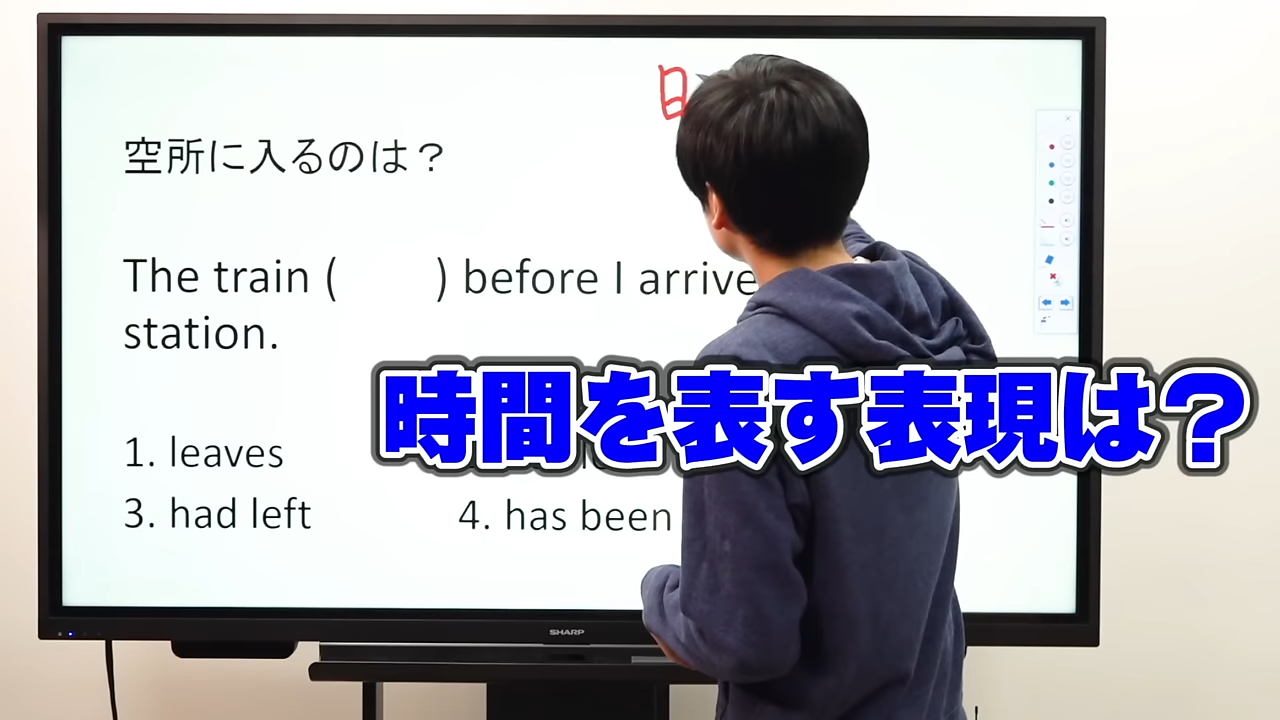 空所に入るのは？
The train ( ) before I arrive
station.
時間を表す表現は？
1. leaves
3. had left 4. has been
SHARP